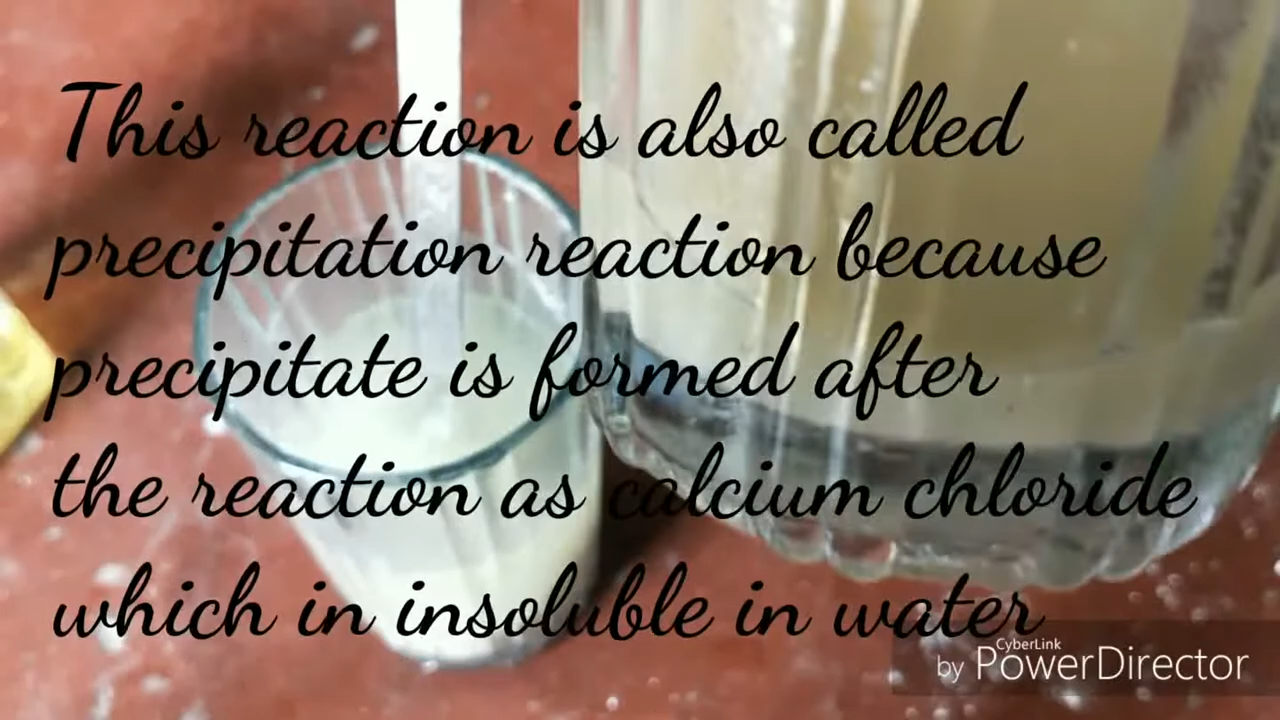 This reaction is also called
precipitation reaction because
precipitate is formed after
the reaction as calcium chloride
which in insoluble in water
CyberLink
by PowerDirector